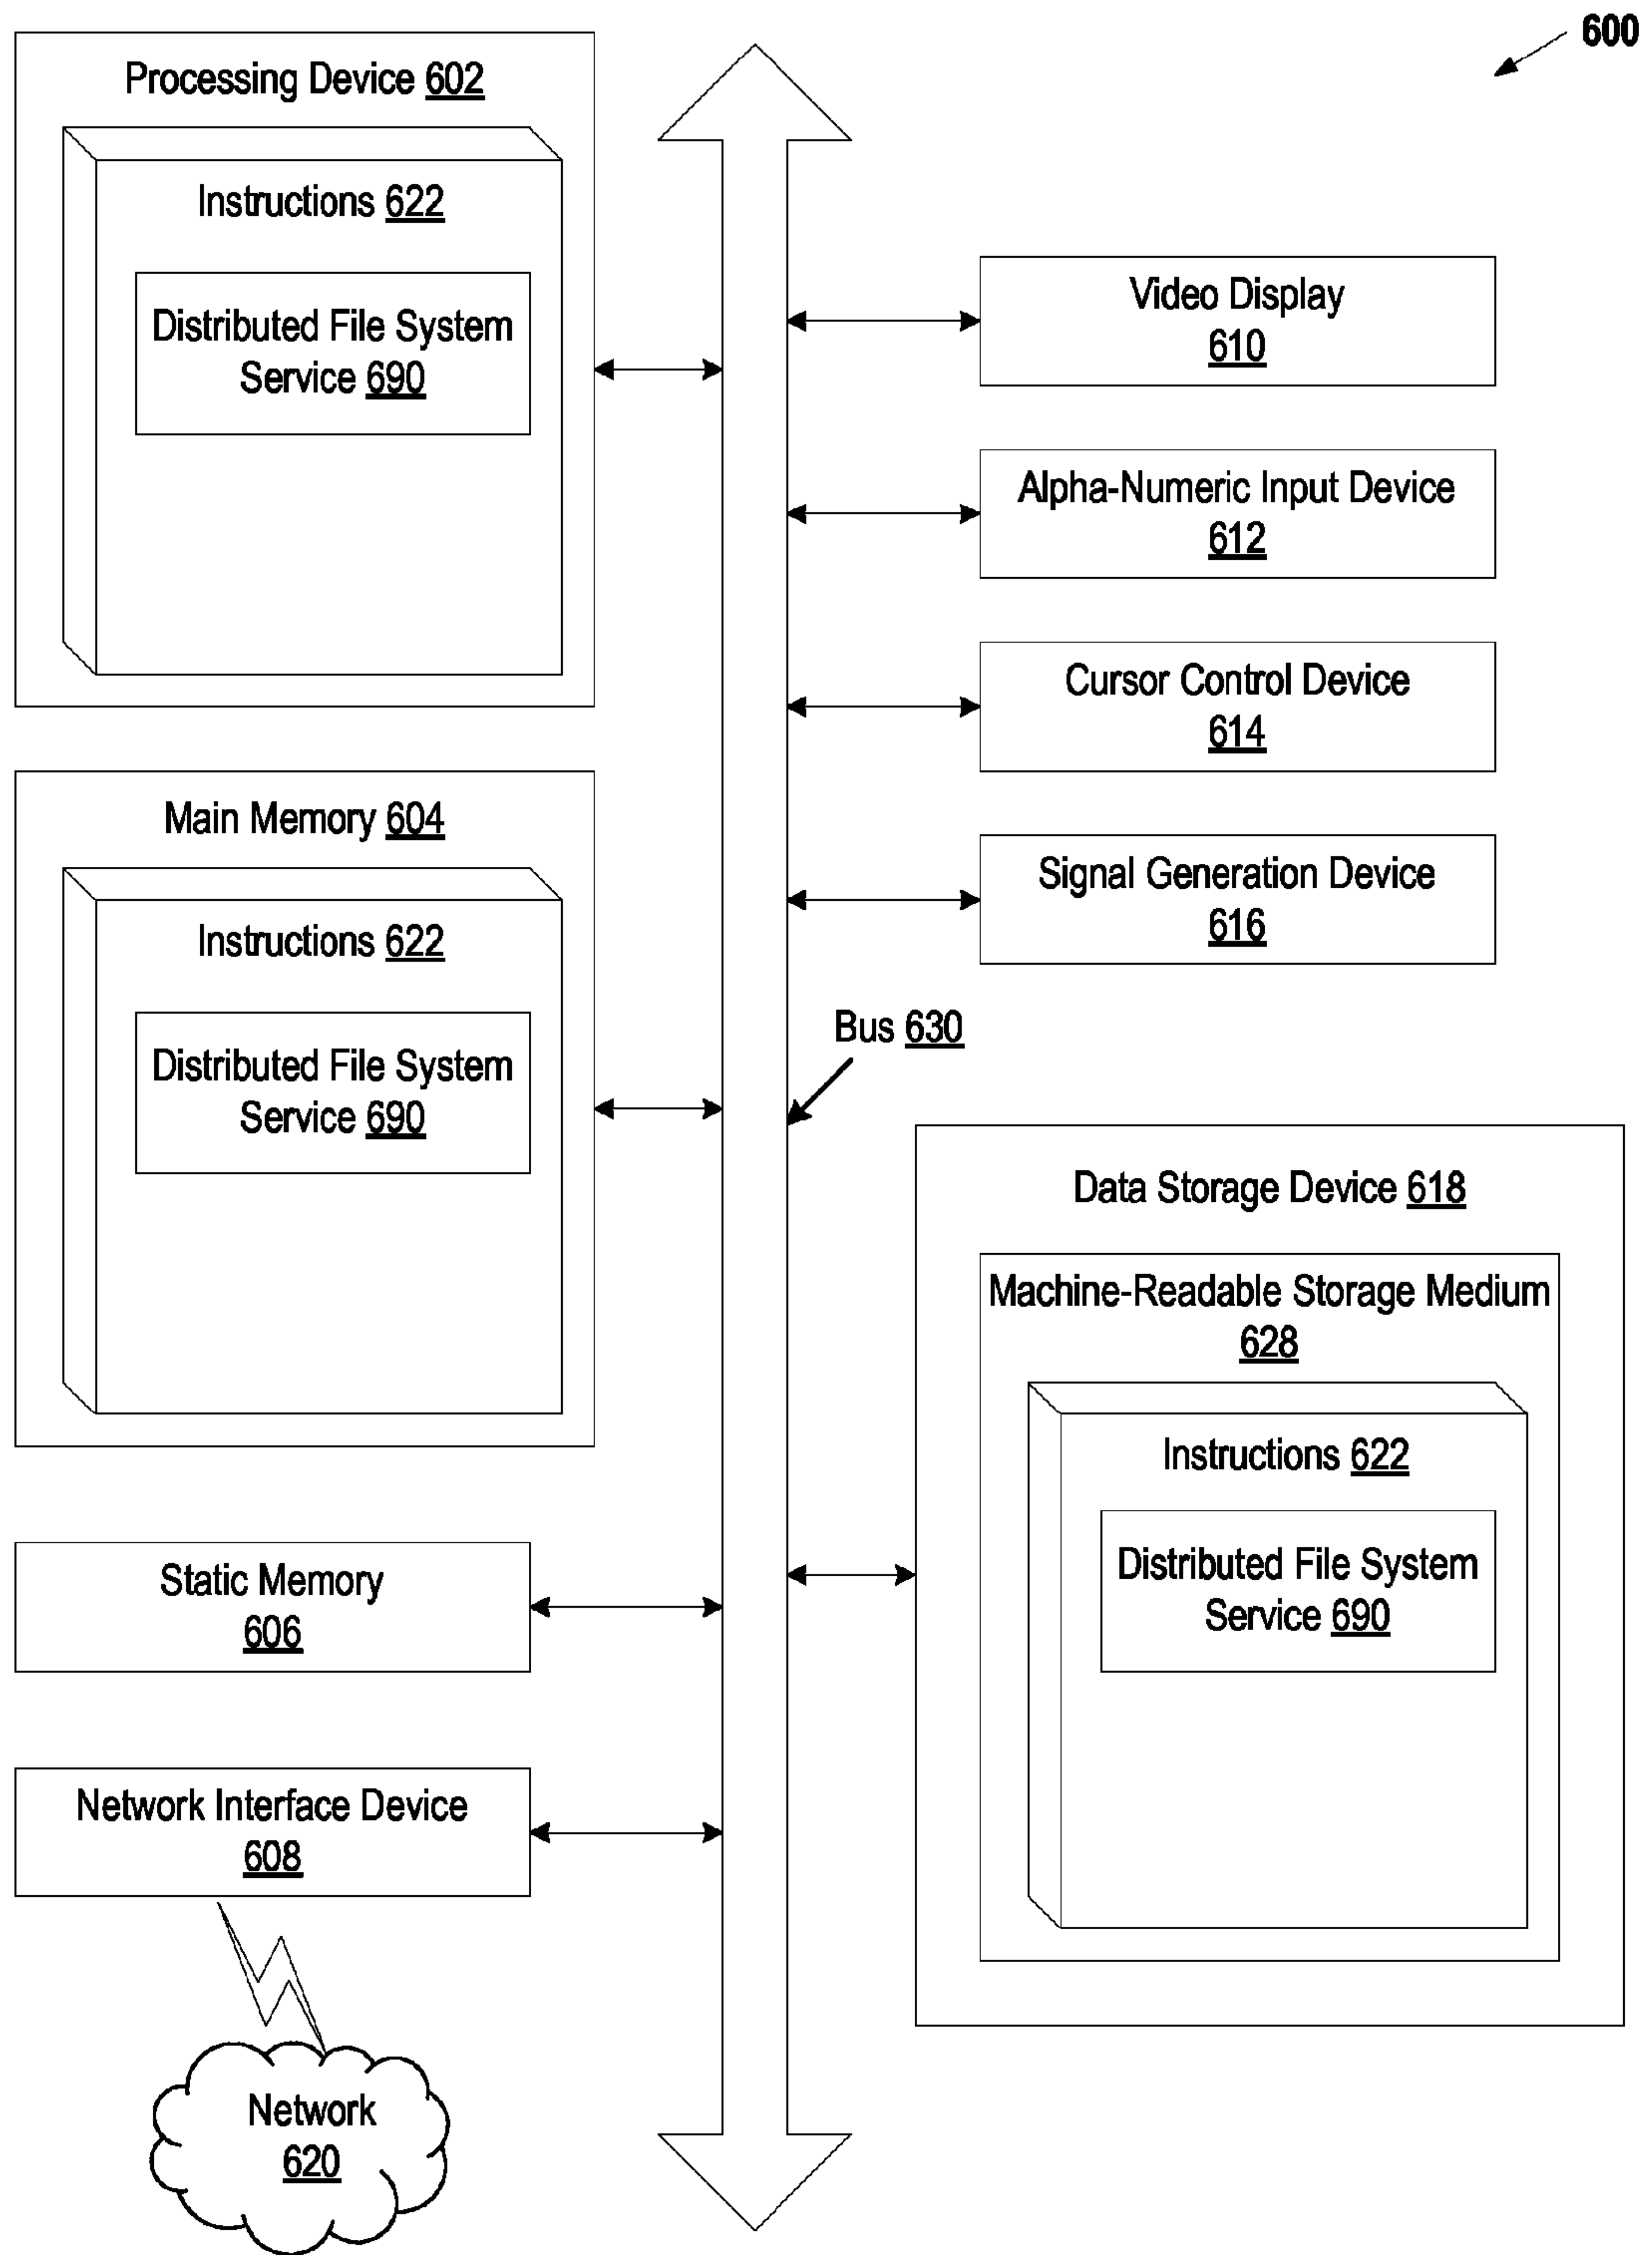 600
Processing Device 602
Instructions 622
Distributed File System
Service 690
Main Memory 604
Instructions 622
Distributed File System
Service 690
Static Memory
606
Network Interface Device
608
Network
620
Video Display
610
Alpha-Numeric Input Device
612
Cursor Control Device
614
Signal Generation Device
616
Bus 630
Data Storage Device 618
Machine-Readable Storage Medium
628
Instructions 622
Distributed File System
Service 690